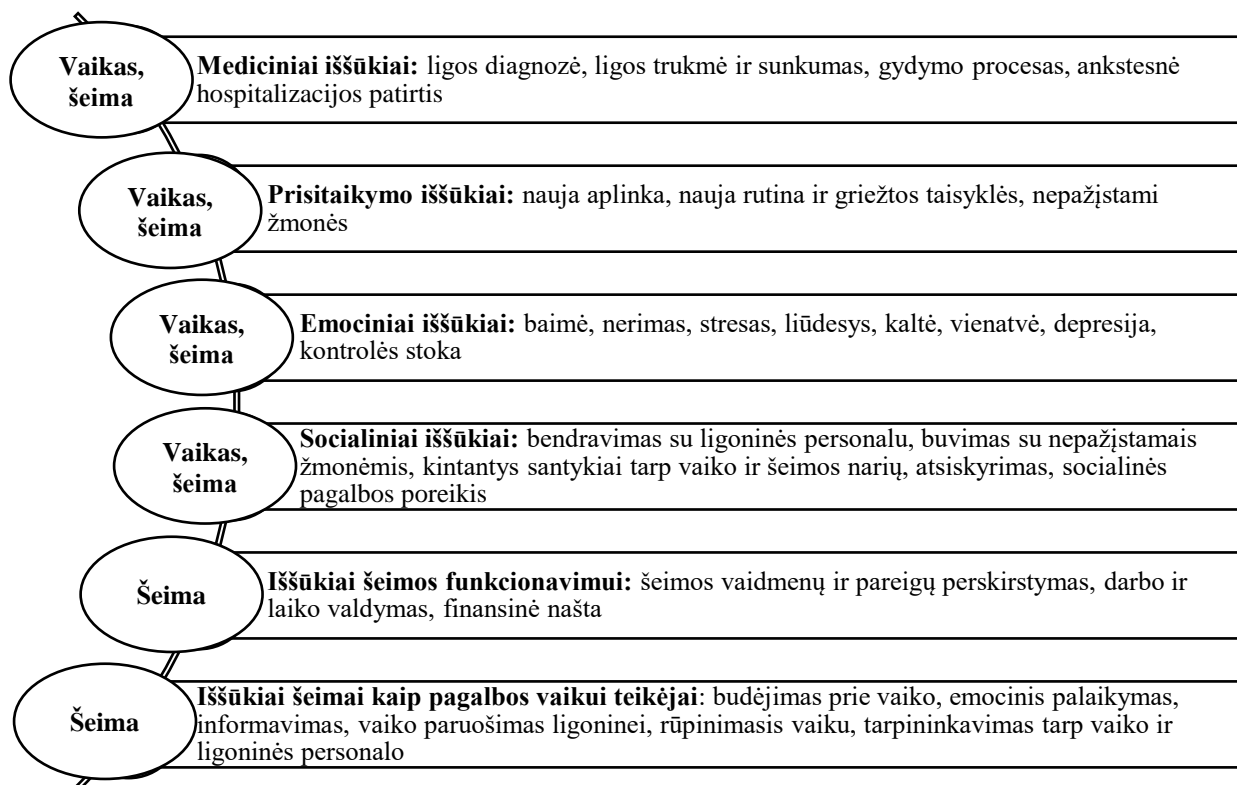 Vaikas,
šeima
Mediciniai iššūkiai: ligos diagnozė, ligos trukmė ir sunkumas, gydymo procesas, ankstesnė
hospitalizacijos patirtis
Vaikas,
šeima
Prisitaikymo iššūkiai: nauja aplinka, nauja rutina ir griežtos taisyklės, nepažįstami
žmonės
Vaikas,
šeima
Emociniai iššūkiai: baimė, nerimas, stresas, liūdesys, kaltė, vienatvė, depresija,
kontrolės stoka
Vaikas,
šeima
Socialiniai iššūkiai: bendravimas su ligoninės personalu, buvimas su nepažįstamais
žmonėmis, kintantys santykiai tarp vaiko ir šeimos narių, atsiskyrimas, socialinės
pagalbos poreikis
Šeima
Iššūkiai šeimos funkcionavimui: šeimos vaidmenų ir pareigų perskirstymas, darbo ir
laiko valdymas, finansinė našta
Šeima
Iššūkiai šeimai kaip pagalbos vaikui teikėjai: budėjimas prie vaiko, emocinis palaikymas,
informavimas, vaiko paruošimas ligoninei, rūpinimasis vaiku, tarpininkavimas tarp vaiko ir
ligoninės personalo